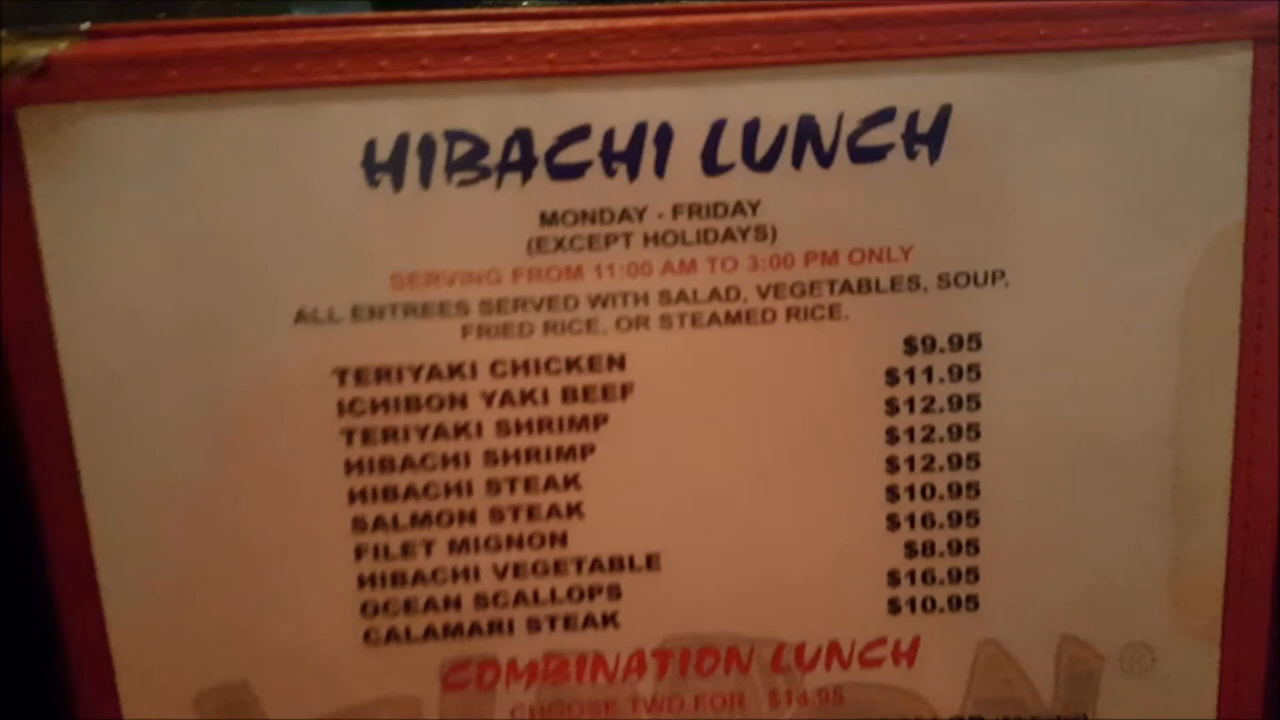 HIBACHI LUNCH
MONDAY - FRIDAY
(EXCEPT HOLIDAYS)
SERVING FROM 11:00 AM TO 3:00 PM ONLY
ALL ENTREES SERVED WITH SALAD, VEGETABLES, SOUP,
FRIED RICE, OR STEAMED RICE.
TERIYAKI CHICKEN $9.95
ICHIBON YAKI BEEF $11.95
TERIYAKI SHRIMP $12.95
HIBACHI SHRIMP $12.95
HIBACHI STEAK $12.95
SALMON STEAK $10.95
FILET MIGNON $16.95
HIBACHI VEGETABLE $8.95
OCEAN SCALLOPS $16.95
CALAMARI STEAK $10.95
COMBINATION LUNCH
CHOOSE TWO FOR $14.95
®